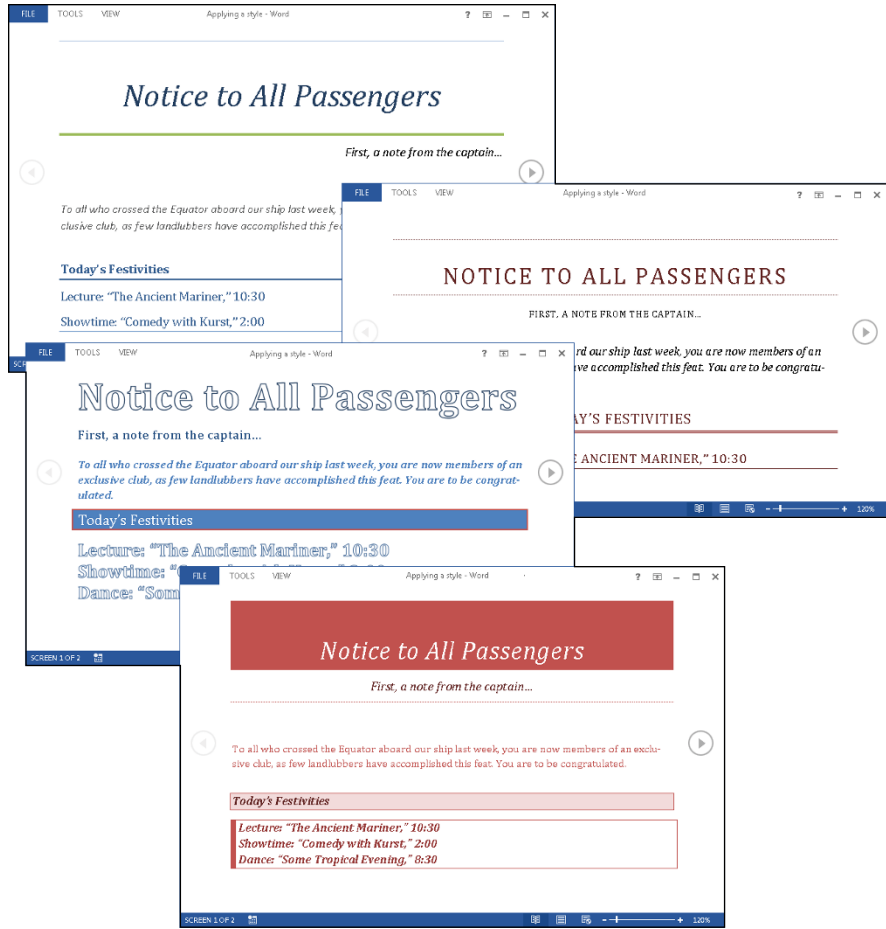 FILE TOOLS VIEW Applying a style - Word ?
Notice to All Passengers
First, a note from the captain...
To all who crossed the Equator aboard our ship last week,
clusive club, as few landlubbers have accomplished this
Today's Festivities
Lecture: “The Ancient Mariner,” 10:30
Showtime: “Comedy with Kurst,” 2:00
FILE TOOLS VIEW Applying a style - Word ?
NOTICE TO ALL PASSENGERS
FIRST, A NOTE FROM THE CAPTAIN...
rd our ship last week, you are now members of an
ve accomplished this feat. You are to be congratu-
AY'S FESTIVITIES
ANCIENT MARINER,” 10:30
120%
FILE TOOLS VIEW Applying a style - Word ?
Notice to All Passengers
First, a note from the captain...
To all who crossed the Equator aboard our ship last week, you are now members of an
exclusive club, as few landlubbers have accomplished this feat. You are to be congrat-
ulated.
Today's Festivities
Lecture: “The Ancient Mariner,” 10:30
Showtime:
Dance: “Som
SCREEN 1 OF 2
FILE TOOLS VIEW Applying a style - Word ?
Notice to All Passengers
First, a note from the captain...
To all who crossed the Equator aboard our ship last week, you are now members of an exclu-
sive club, as few landlubbers have accomplished this feat. You are to be congratulated.
Today's Festivities
Lecture: “The Ancient Mariner,” 10:30
Showtime: “Comedy with Kurst,” 2:00
Dance: “Some Tropical Evening,” 8:30
SCREEN 1 OF 2 120%